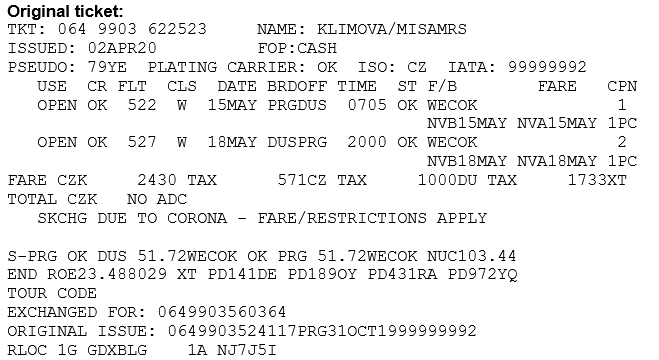 Original ticket:
TKT: 064 9903 622523 NAME: KLIMOVA/MISAMRS
ISSUED: 02APR20 FOP:CASH
PSEUDO: 79YE PLATING CARRIER: OK ISO: CZ IATA: 99999992
USE CR FLT CLS DATE BRDOFF TIME ST F/B FARE CPN
OPEN OK 522 W 15MAY PRGDUS 0705 OK WECOK 1
NVB15MAY NVA15MAY 1PC
OPEN OK 527 W 18MAY DUSPRG 2000 OK WECOK 2
NVB18MAY NVA18MAY 1PC
FARE CZK 2430 TAX 571CZ TAX 1000DU TAX 1733XT
TOTAL CZK NO ADC
SKCHG DUE TO CORONA - FARE/RESTRICTIONS APPLY
S-PRG OK DUS 51.72WECOK OK PRG 51.72WECOK NUC103.44
END ROE23.488029 XT PD141DE PD189OY PD431RA PD972YQ
TOUR CODE
EXCHANGED FOR: 0649903560364
ORIGINAL ISSUE: 0649903524117PRG31OCT1999999992
RLOC 1G GDXBLG 1A NJ7J5I